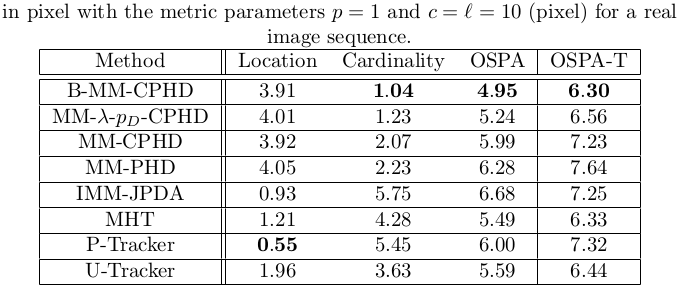 in pixel with the metric parameters p = 1 and c = ℓ = 10 (pixel) for a real
image sequence.
Method Location Cardinality OSPA OSPA-T
B-MM-CPHD 3.91 1.04 4.95 6.30
MM-λ-p_D-CPHD 4.01 1.23 5.24 6.56
MM-CPHD 3.92 2.07 5.99 7.23
MM-PHD 4.05 2.23 6.28 7.64
IMM-JPDA 0.93 5.75 6.68 7.25
MHT 1.21 4.28 5.49 6.33
P-Tracker 0.55 5.45 6.00 7.32
U-Tracker 1.96 3.63 5.59 6.44